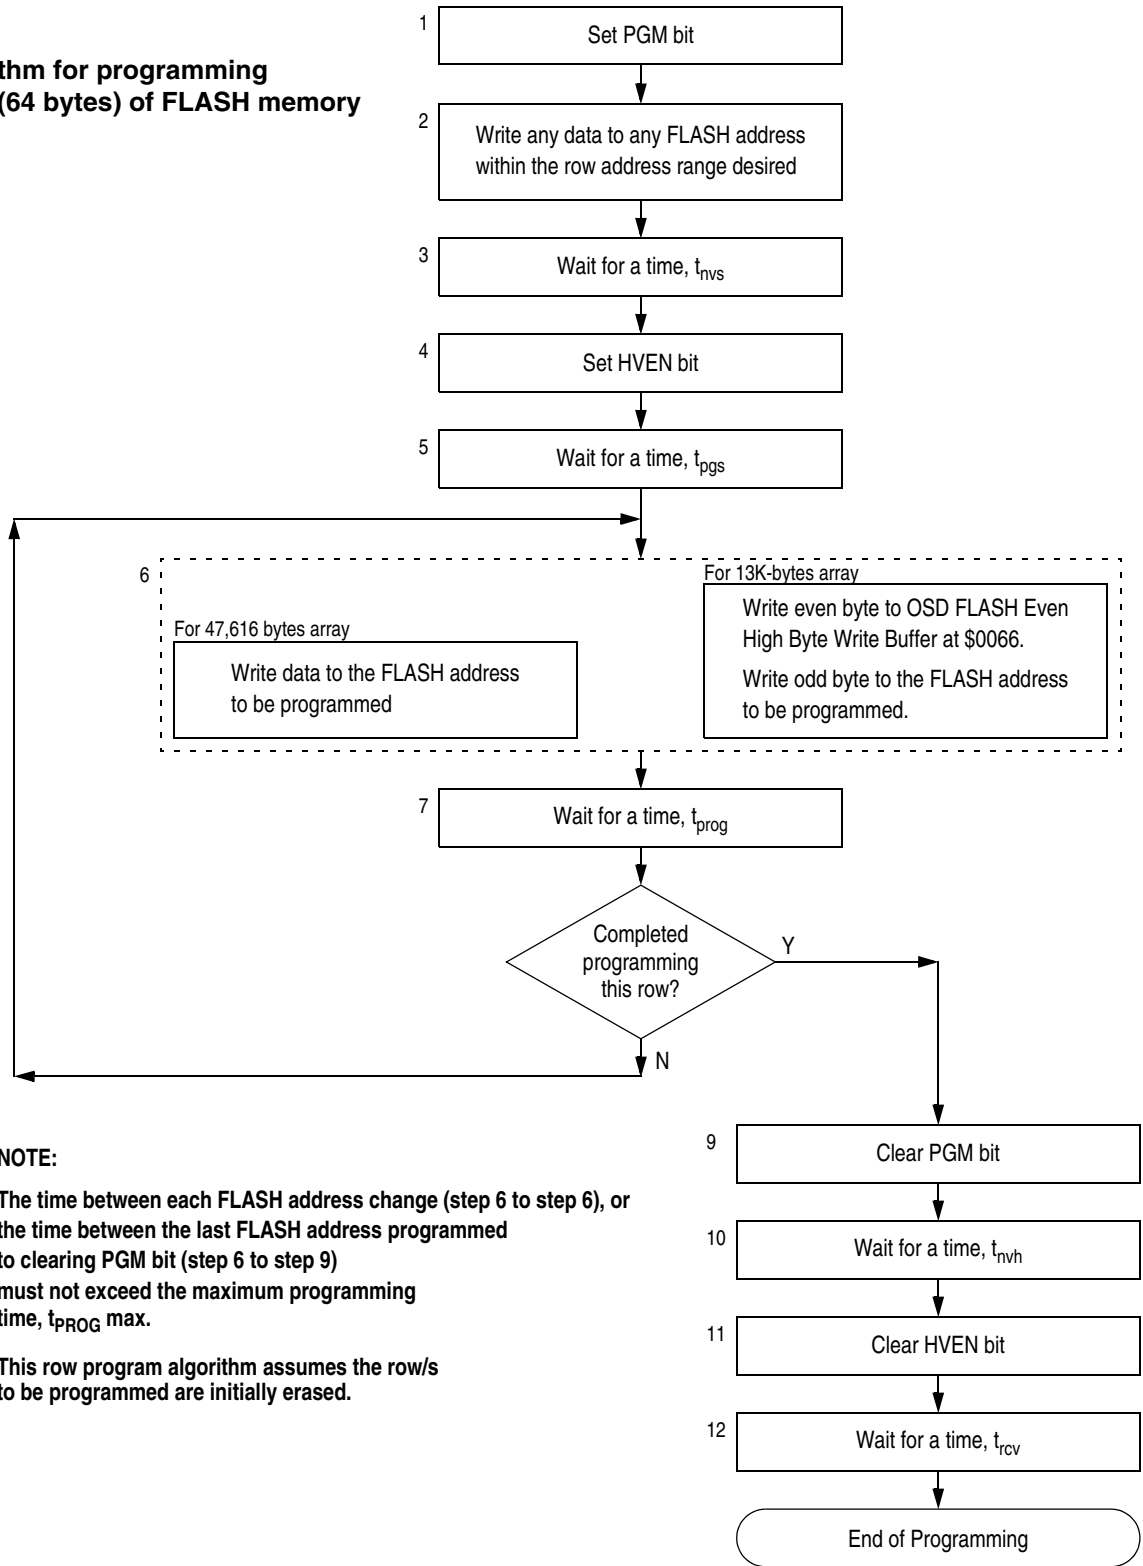 1
Set PGM bit
thm for programming
(64 bytes) of FLASH memory
2
Write any data to any FLASH address
within the row address range desired
3
Wait for a time, tnvs
4
Set HVEN bit
5
Wait for a time, tpgs
6
For 47,616 bytes array
Write data to the FLASH address
to be programmed
For 13K-bytes array
Write even byte to OSD FLASH Even
High Byte Write Buffer at $0066.
Write odd byte to the FLASH address
to be programmed.
7
Wait for a time, tprog
Completed
programming
this row?
Y
N
NOTE:
The time between each FLASH address change (step 6 to step 6), or
the time between the last FLASH address programmed
to clearing PGM bit (step 6 to step 9)
must not exceed the maximum programming
time, tPROG max.
This row program algorithm assumes the row/s
to be programmed are initially erased.
9
Clear PGM bit
10
Wait for a time, tnvh
11
Clear HVEN bit
12
Wait for a time, trcv
End of Programming